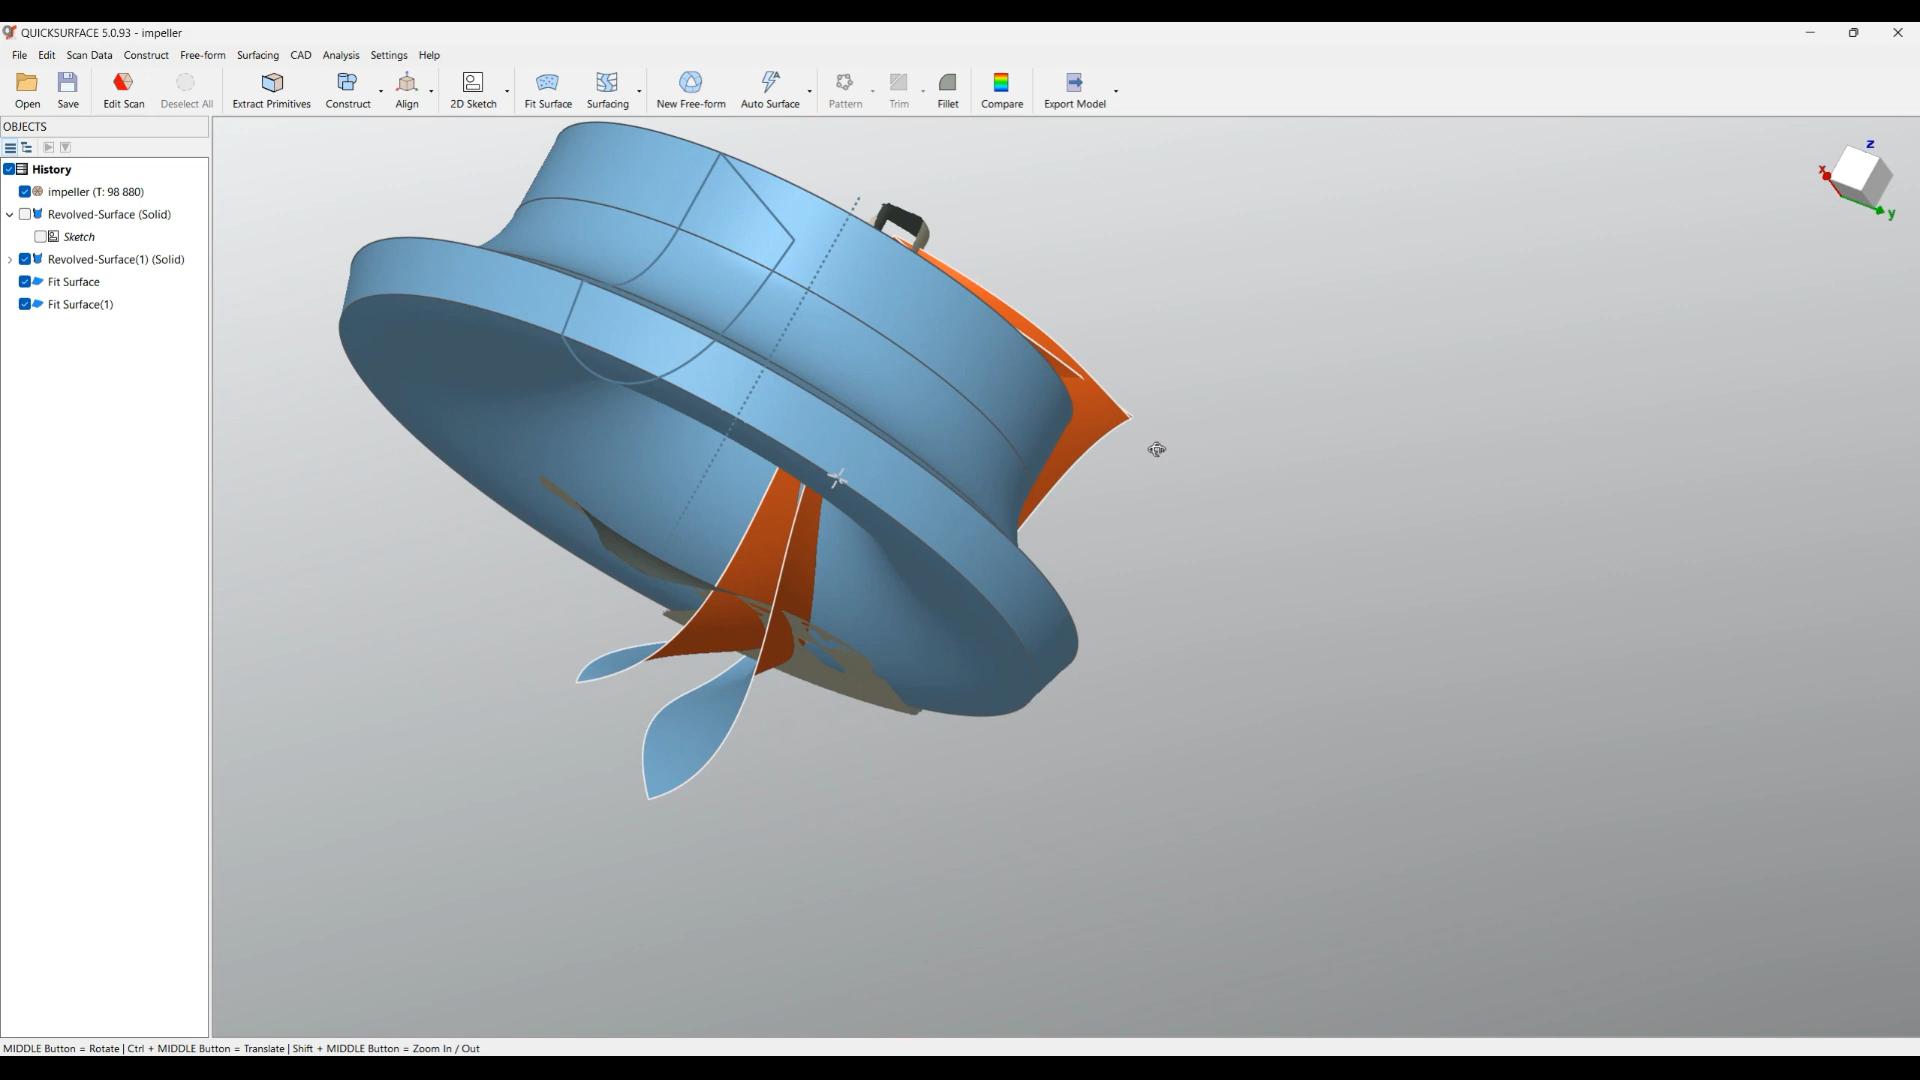 QUICKSURFACE 5.0.93 - impeller
File Edit Scan Data Construct Free-form Surfacing CAD Analysis Settings Help
Open Save Edit Scan Deselect All Extract Primitives Construct Align 2D Sketch Fit Surface Surfacing New Free-form Auto Surface Pattern Trim Fillet Compare Export Model
OBJECTS
History
impeller (T: 98 880)
Revolved-Surface (Solid)
Sketch
Revolved-Surface(1) (Solid)
Fit Surface
Fit Surface(1)
z
x
y
MIDDLE Button = Rotate | Ctrl + MIDDLE Button = Translate | Shift + MIDDLE Button = Zoom In / Out